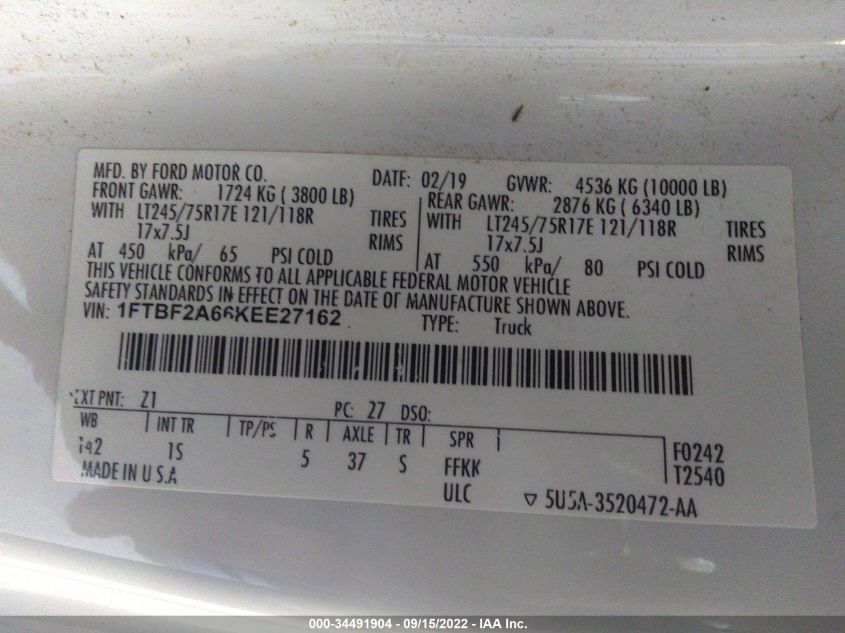 MFD. BY FORD MOTOR CO. DATE: 02/19 GVWR: 4536 KG (10000 LB)
FRONT GAWR: 1724 KG ( 3800 LB) REAR GAWR: 2876 KG ( 6340 LB)
WITH LT245/75R17E 121/118R TIRES WITH LT245/75R17E 121/118R TIRES
17x7.5J RIMS 17x7.5J RIMS
AT 450 kPa/ 65 PSI COLD AT 550 kPa/ 80 PSI COLD
THIS VEHICLE CONFORMS TO ALL APPLICABLE FEDERAL MOTOR VEHICLE
SAFETY STANDARDS IN EFFECT ON THE DATE OF MANUFACTURE SHOWN ABOVE.
VIN: 1FTBF2A66KEE27162 TYPE: Truck
EXT PNT: Z1 PC: 27 DSO:
WB INT TR TP/PS R AXLE TR SPR F0242
142 1S 5 37 S FFKK T2540
MADE IN U S A ULC ▽ 5U5A-3520472-AA
000-34491904 - 09/15/2022 - IAA Inc.